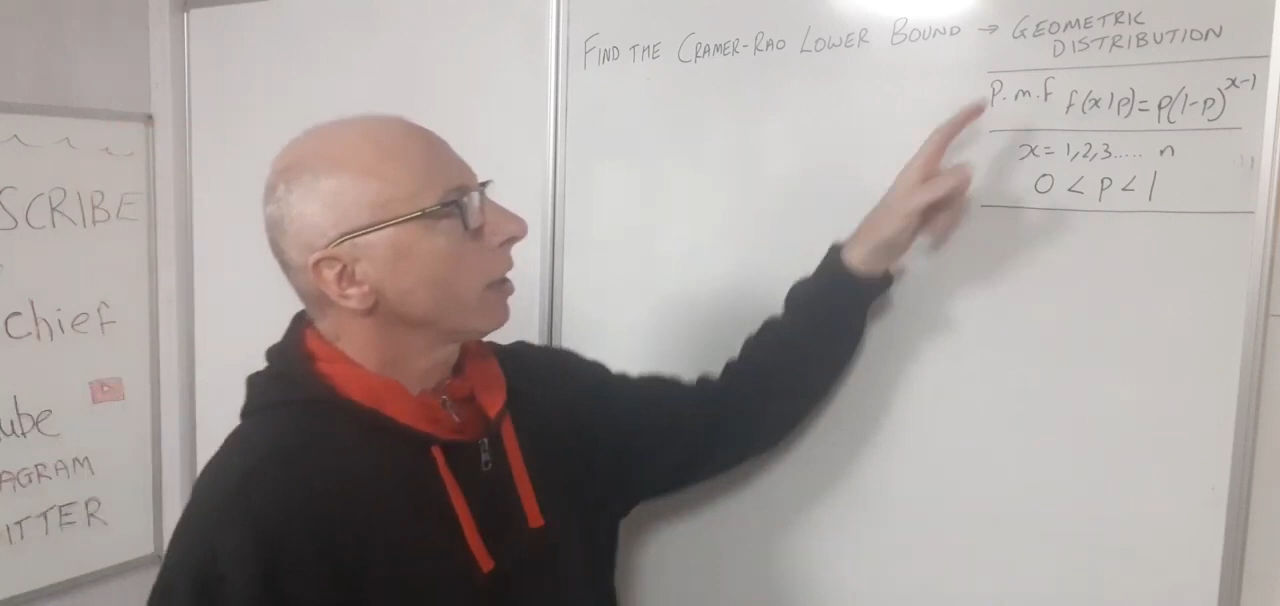 SCRIBE
chief
ube
AGRAM
ITTER
FIND THE CRAMER-RAO LOWER BOUND → GEOMETRIC
DISTRIBUTION
p.m.f f(x|p)=p(1-p)^{x-1}
x=1,2,3..... n
0 < p < 1